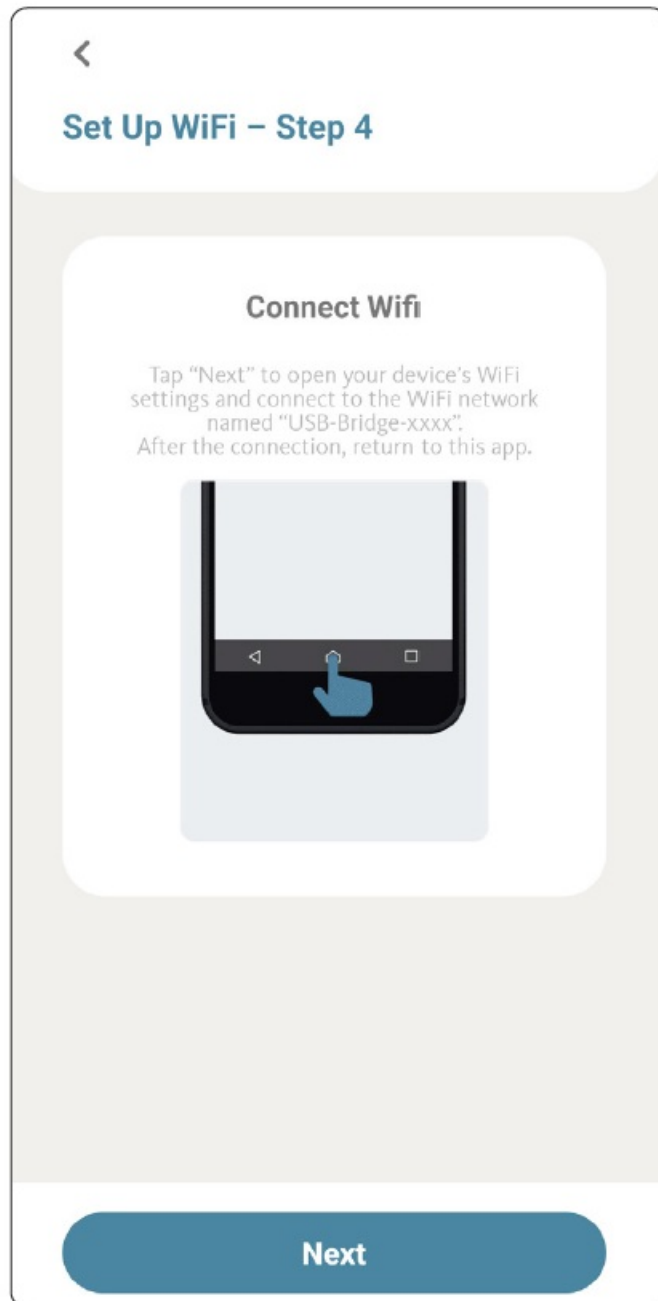 Set Up WiFi – Step 4
Connect Wifi
Tap “Next” to open your device’s WiFi
settings and connect to the WiFi network
named “USB-Bridge-xxxx”.
After the connection, return to this app.
Next